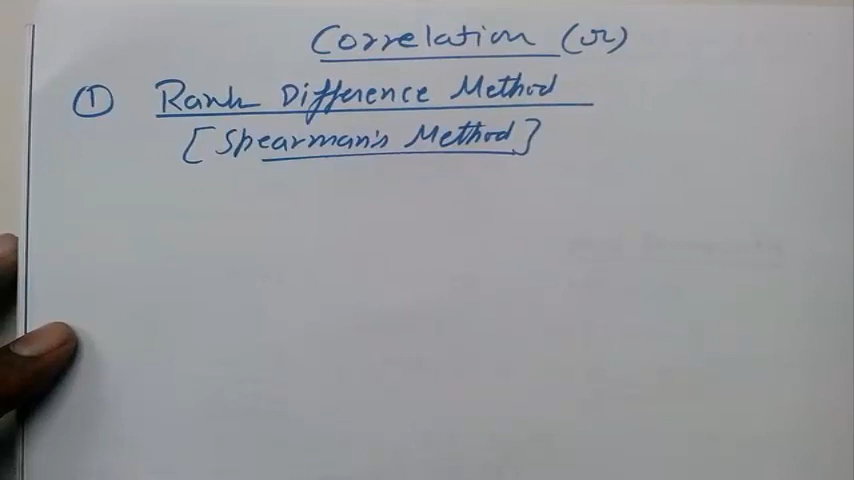 Correlation (r)
① Rank Difference Method
[Spearman's Method]